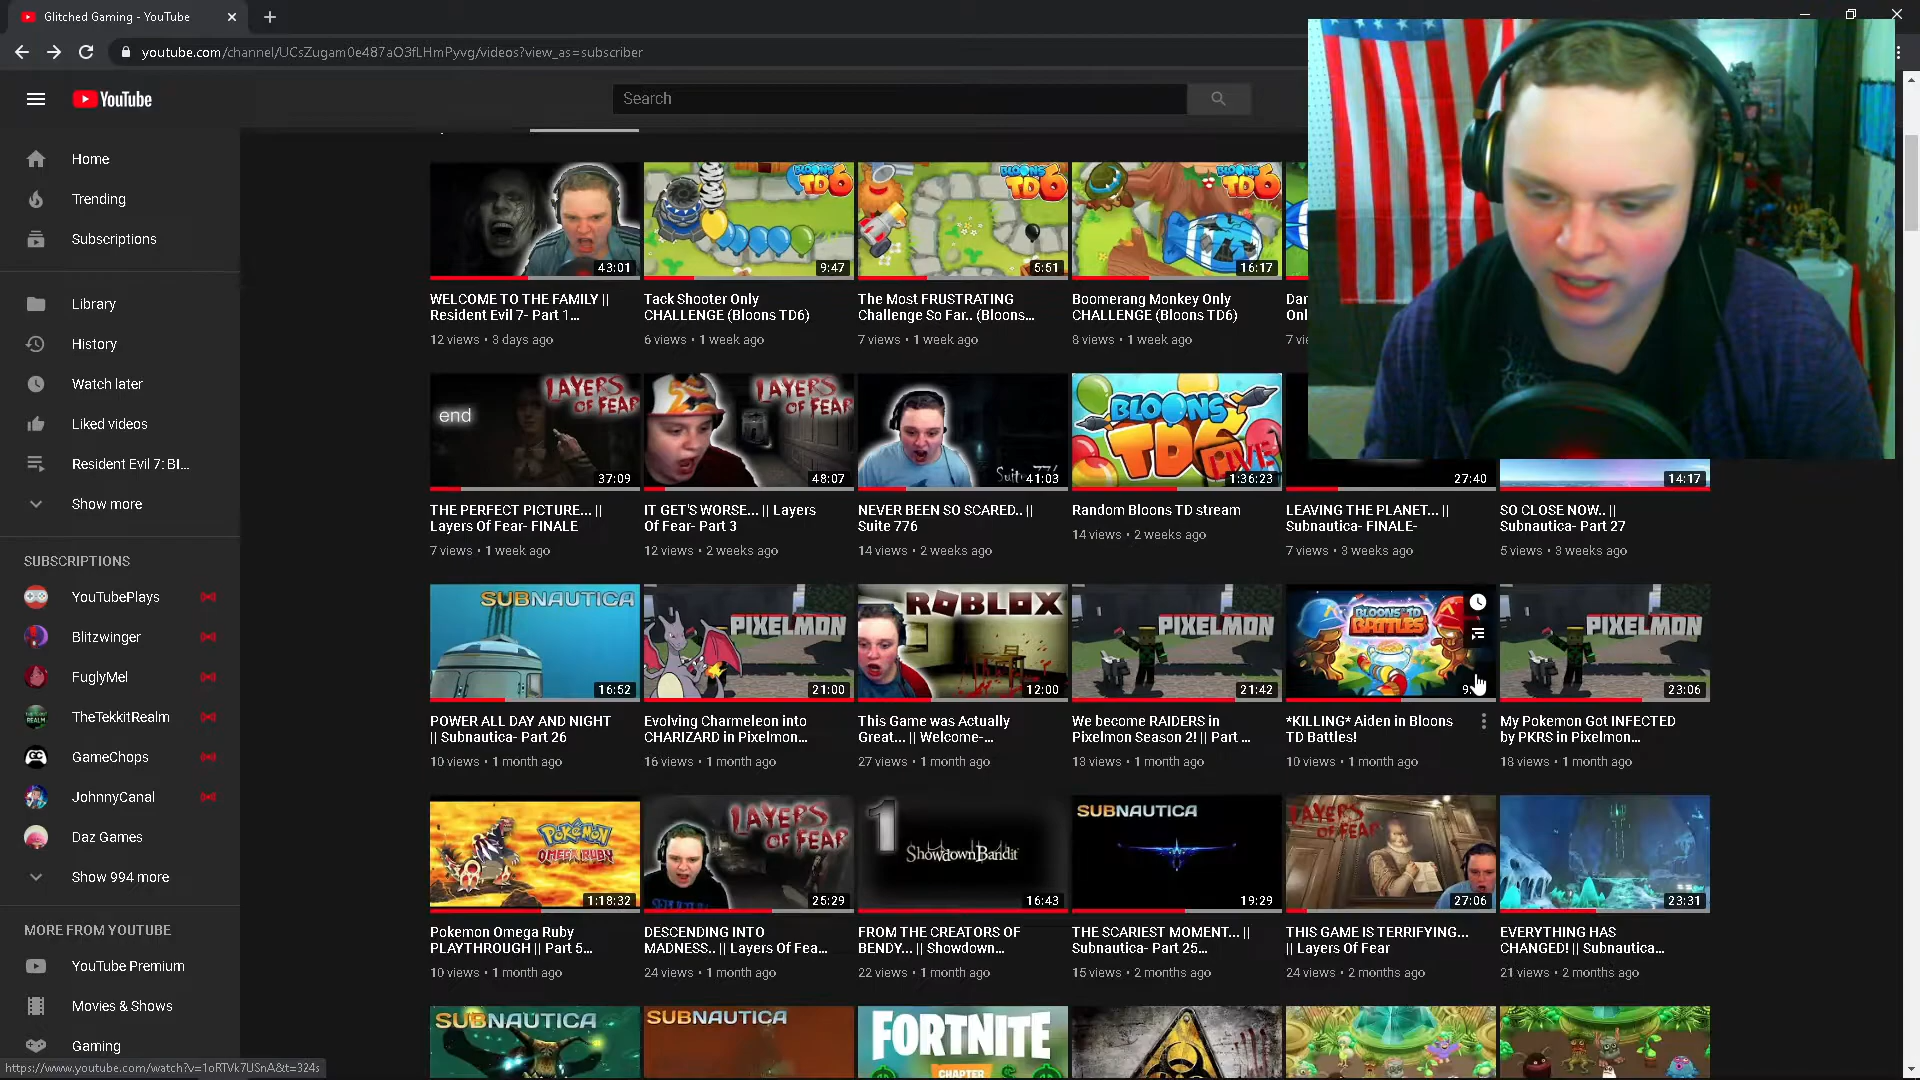 Glitched Gaming - YouTube
youtube.com/channel/UCsZugam0e487aO3fLHmPyvg/videos?view_as=subscriber
YouTube
Search
Home
Trending
Subscriptions
Library
History
Watch later
Liked videos
Resident Evil 7: BI...
Show more
SUBSCRIPTIONS
YouTubePlays
Blitzwinger
FuglyMel
TheTekkitRealm
GameChops
JohnnyCanal
Daz Games
Show 994 more
MORE FROM YOUTUBE
YouTube Premium
Movies & Shows
Gaming
https://www.youtube.com/watch?v=1oRTVk7USnA&t=324s
43:01
WELCOME TO THE FAMILY ||
Resident Evil 7- Part 1...
12 views • 3 days ago
BLOONS
TD6
9:47
Tack Shooter Only
CHALLENGE (Bloons TD6)
6 views • 1 week ago
BLOONS
TD6
5:51
The Most FRUSTRATING
Challenge So Far.. (Bloons...
7 views • 1 week ago
BLOONS
TD6
16:17
Boomerang Monkey Only
CHALLENGE (Bloons TD6)
8 views • 1 week ago
LAYERS
OF FEAR
end
37:09
THE PERFECT PICTURE... ||
Layers Of Fear- FINALE
7 views • 1 week ago
LAYERS
OF FEAR
48:07
IT GET'S WORSE... || Layers
Of Fear- Part 3
12 views • 2 weeks ago
41:03
NEVER BEEN SO SCARED.. ||
Suite 776
14 views • 2 weeks ago
BLOONS
TD6
LIVE
1:36:23
Random Bloons TD stream
14 views • 2 weeks ago
27:40
LEAVING THE PLANET... ||
Subnautica- FINALE-
7 views • 3 weeks ago
14:17
SO CLOSE NOW.. ||
Subnautica- Part 27
5 views • 3 weeks ago
SUBNAUTICA
16:52
POWER ALL DAY AND NIGHT
|| Subnautica- Part 26
10 views • 1 month ago
PIXELMON
21:00
Evolving Charmeleon into
CHARIZARD in Pixelmon...
16 views • 1 month ago
ROBLOX
12:00
This Game was Actually
Great... || Welcome-...
27 views • 1 month ago
PIXELMON
21:42
We become RAIDERS in
Pixelmon Season 2! || Part ...
13 views • 1 month ago
BLOONS TD
BATTLES
*KILLING* Aiden in Bloons
TD Battles!
10 views • 1 month ago
PIXELMON
23:06
My Pokemon Got INFECTED
by PKRS in Pixelmon...
18 views • 1 month ago
POKéMON
OMEGA RUBY
1:18:32
Pokemon Omega Ruby
PLAYTHROUGH || Part 5...
10 views • 1 month ago
LAYERS
OF FEAR
25:29
DESCENDING INTO
MADNESS.. || Layers Of Fea...
24 views • 1 month ago
1
Showdown Bandit
16:43
FROM THE CREATORS OF
BENDY... || Showdown...
22 views • 1 month ago
SUBNAUTICA
19:29
THE SCARIEST MOMENT... ||
Subnautica- Part 25...
15 views • 2 months ago
LAYERS
OF FEAR
27:06
THIS GAME IS TERRIFYING...
|| Layers Of Fear
24 views • 2 months ago
23:31
EVERYTHING HAS
CHANGED! || Subnautica...
21 views • 2 months ago
SUBNAUTICA
SUBNAUTICA
FORTNITE
CHAPTER